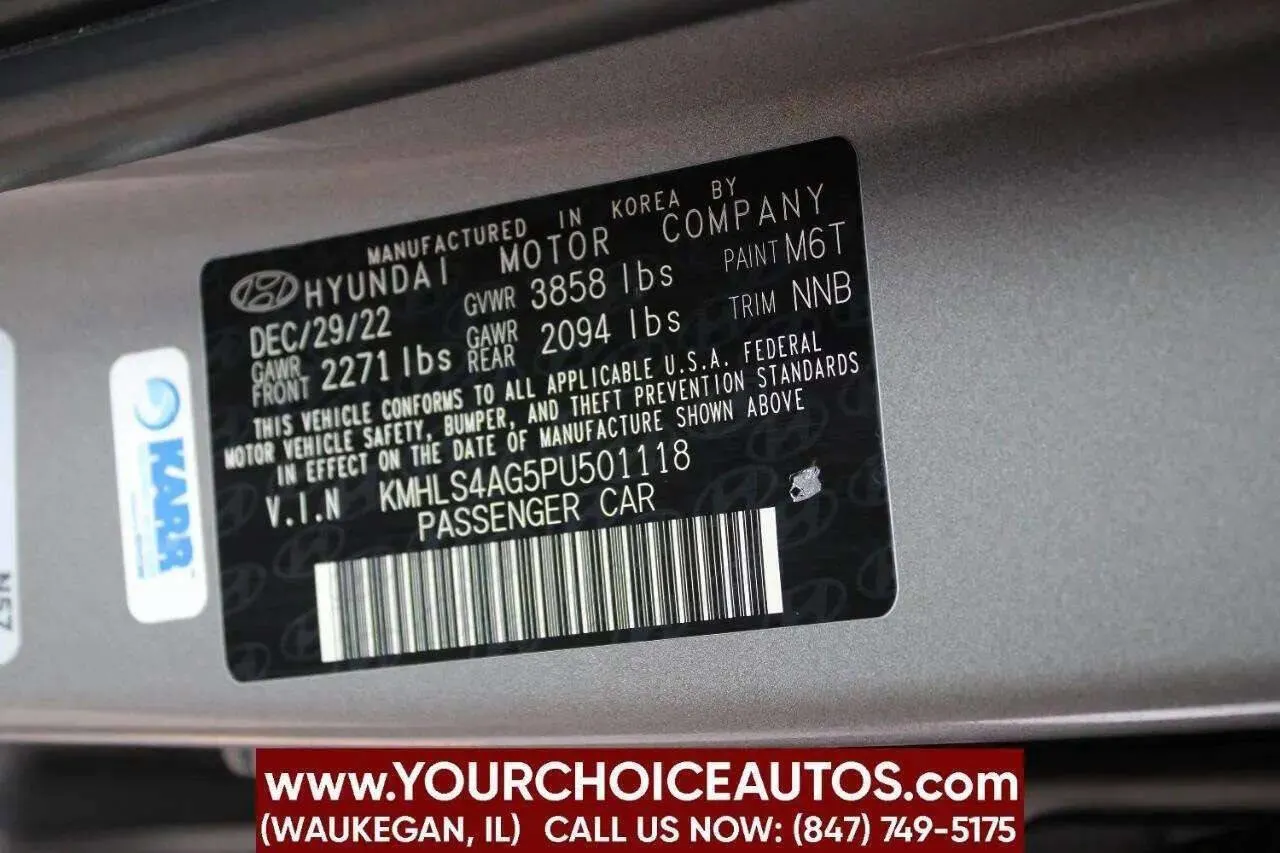 MANUFACTURED IN KOREA BY
HYUNDAI MOTOR COMPANY
DEC/29/22 GVWR 3858 lbs PAINT M6T
GAWR FRONT 2271 lbs GAWR REAR 2094 lbs TRIM NNB
THIS VEHICLE CONFORMS TO ALL APPLICABLE U.S.A. FEDERAL
MOTOR VEHICLE SAFETY, BUMPER, AND THEFT PREVENTION STANDARDS
IN EFFECT ON THE DATE OF MANUFACTURE SHOWN ABOVE
V.I.N KMHLS4AG5PU501118
PASSENGER CAR
KARR
www.YOURCHOICEAUTOS.com
(WAUKEGAN, IL) CALL US NOW: (847) 749-5175